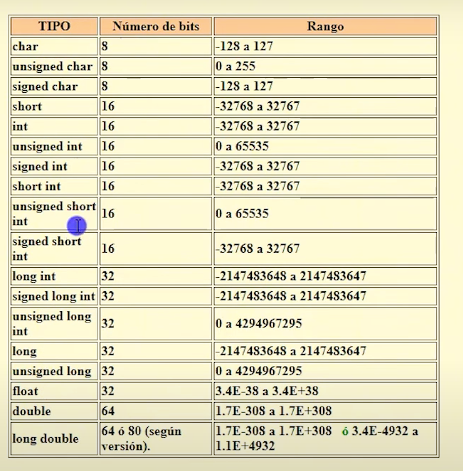 TIPO Número de bits Rango
char 8 -128 a 127
unsigned char 8 0 a 255
signed char 8 -128 a 127
short 16 -32768 a 32767
int 16 -32768 a 32767
unsigned int 16 0 a 65535
signed int 16 -32768 a 32767
short int 16 -32768 a 32767
unsigned short
int 16 0 a 65535
signed short
int 16 -32768 a 32767
long int 32 -2147483648 a 2147483647
signed long int 32 -2147483648 a 2147483647
unsigned long
int 32 0 a 4294967295
long 32 -2147483648 a 2147483647
unsigned long 32 0 a 4294967295
float 32 3.4E-38 a 3.4E+38
double 64 1.7E-308 a 1.7E+308
long double 64 ó 80 (según 1.7E-308 a 1.7E+308 ó 3.4E-4932 a
versión). 1.1E+4932